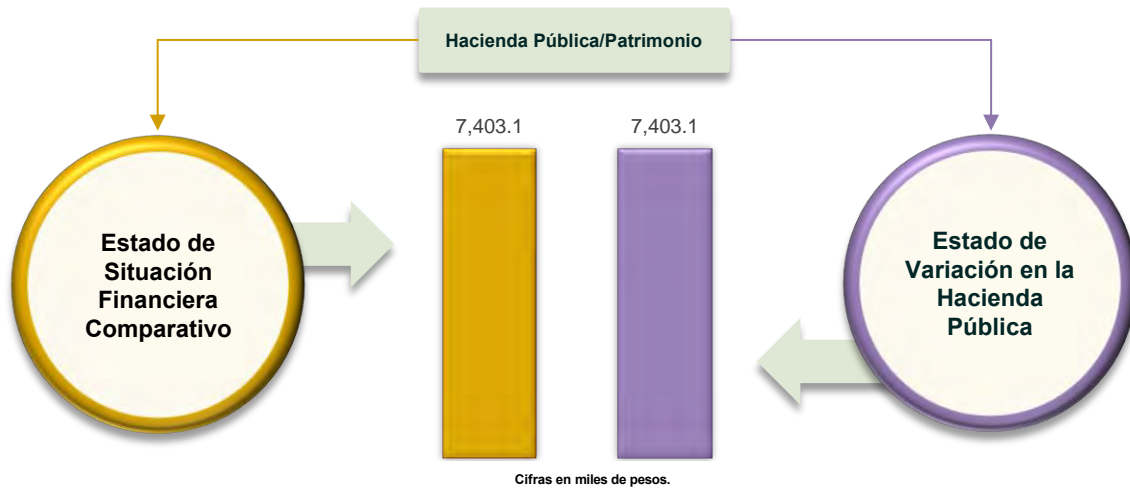 Hacienda Pública/Patrimonio
7,403.1
7,403.1
Estado de
Situación
Financiera
Comparativo
Estado de
Variación en la
Hacienda
Pública
Cifras en miles de pesos.